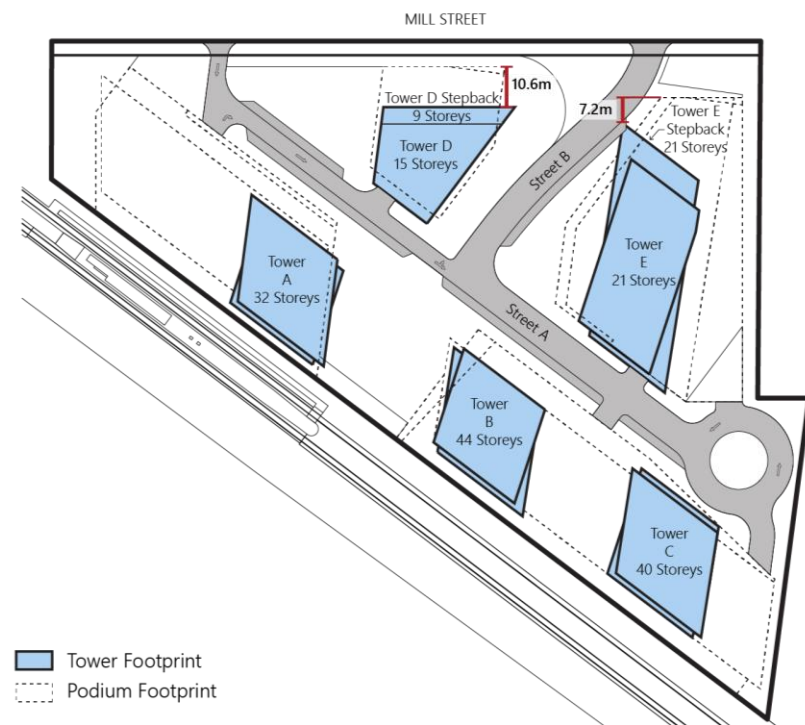 MILL STREET
10.6m
Tower D Stepback
9 Storeys
Tower D
15 Storeys
7.2m
Tower E
Stepback
21 Storeys
Street B
Tower
E
21 Storeys
Tower
A
32 Storeys
Street A
Tower
B
44 Storeys
Tower
C
40 Storeys
Tower Footprint
Podium Footprint